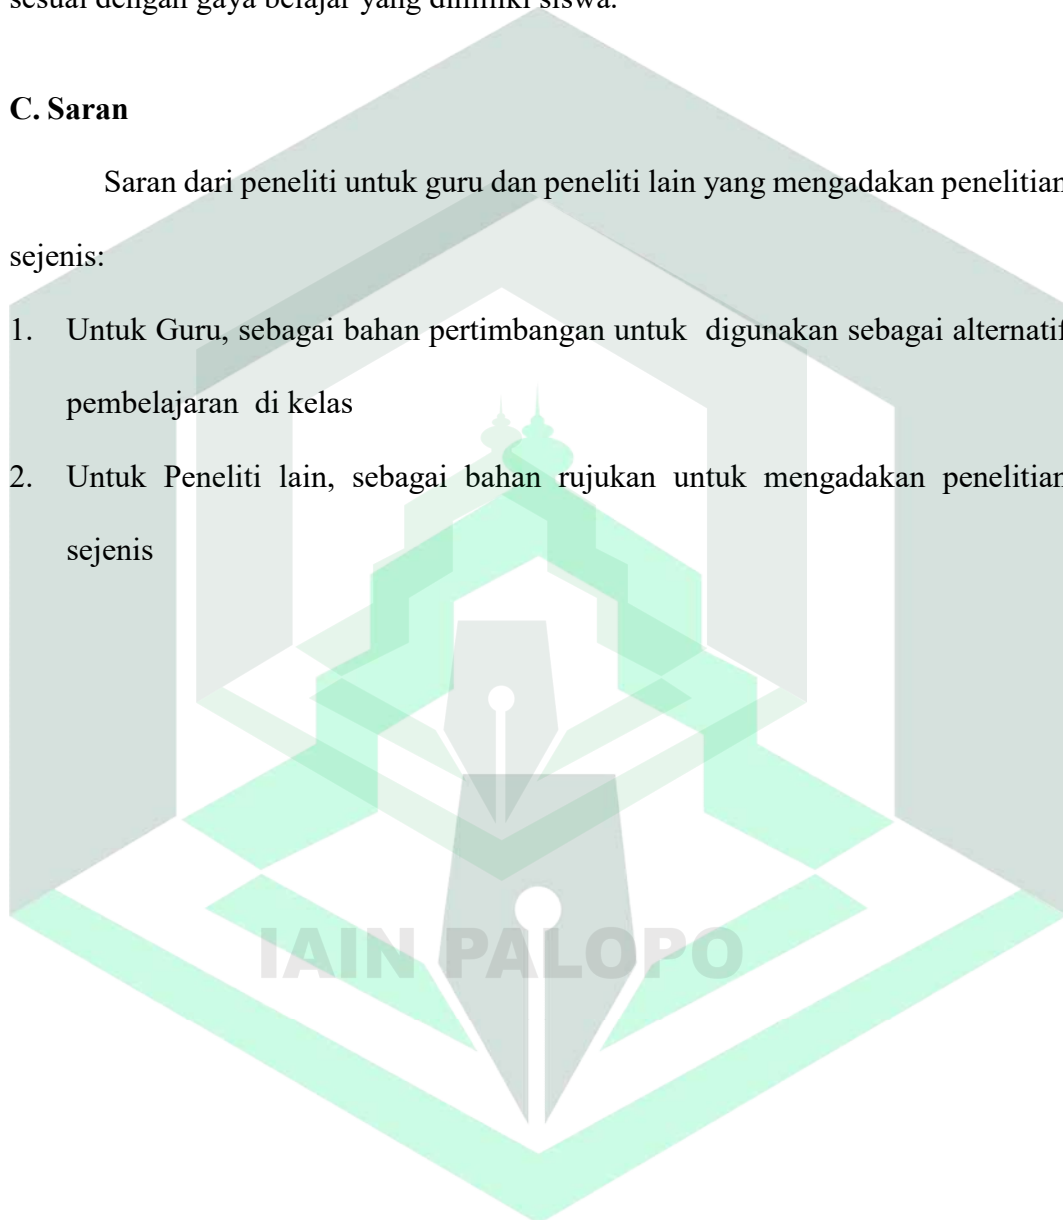 sesuai dengan gaya belajar yang dimiliki siswa.
C. Saran
Saran dari peneliti untuk guru dan peneliti lain yang mengadakan penelitian
sejenis:
1. Untuk Guru, sebagai bahan pertimbangan untuk digunakan sebagai alternatif
pembelajaran di kelas
2. Untuk Peneliti lain, sebagai bahan rujukan untuk mengadakan penelitian
sejenis
IAIN PALOPO